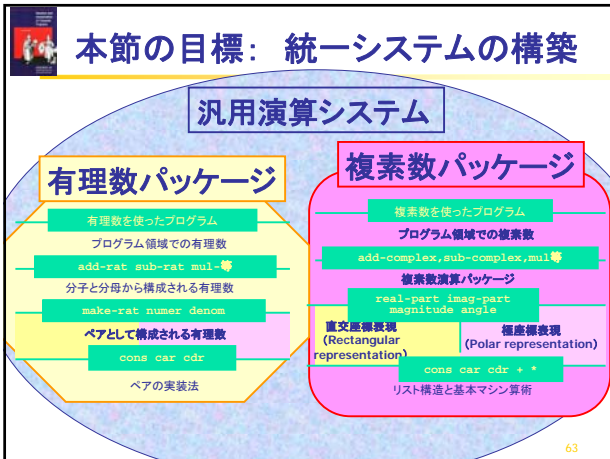 本節の目標： 統一システムの構築
汎用演算システム
有理数パッケージ
有理数を使ったプログラム
プログラム領域での有理数
add-rat sub-rat mul-等
分子と分母から構成される有理数
make-rat numer denom
ペアとして構成される有理数
cons car cdr
ペアの実装法
複素数パッケージ
複素数を使ったプログラム
プログラム領域での複素数
add-complex,sub-complex,mul等
複素数演算パッケージ
real-part imag-part
magnitude angle
直交座標表現
(Rectangular
representation)
極座標表現
(Polar representation)
cons car cdr + *
リスト構造と基本マシン算術
63